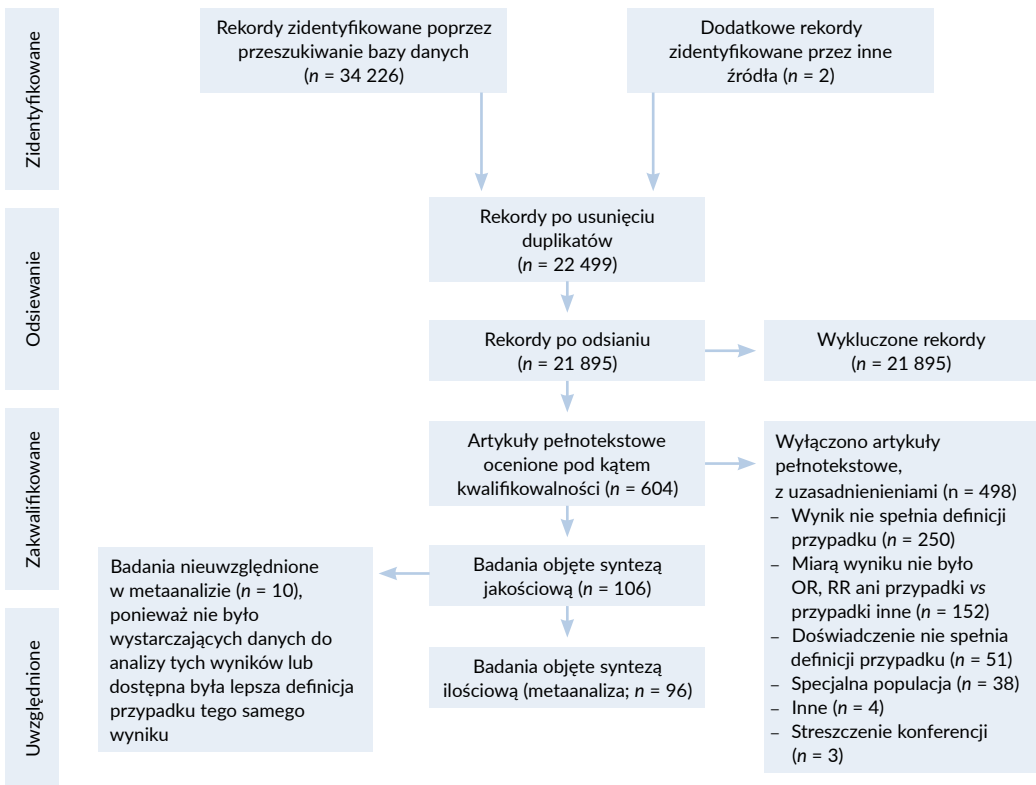 Zidentyfikowane
Rekordy zidentyfikowane poprzez
przeszukiwanie bazy danych
(n = 34 226)
Dodatkowe rekordy
zidentyfikowane przez inne
źródła (n = 2)
Odsiewanie
Rekordy po usunięciu
duplikatów
(n = 22 499)
Rekordy po odsianiu
(n = 21 895)
Wykluczone rekordy
(n = 21 895)
Zakwalifikowane
Artykuły pełnotekstowe
ocenione pod kątem
kwalifikowalności (n = 604)
Wyłączono artykuły
pełnotekstowe,
z uzasadnienieniami (n = 498)
– Wynik nie spełnia definicji
przypadku (n = 250)
– Miarą wyniku nie było
OR, RR ani przypadki vs
przypadki inne (n = 152)
– Doświadczenie nie spełnia
definicji przypadku (n = 51)
– Specjalna populacja (n = 38)
– Inne (n = 4)
– Streszczenie konferencji
(n = 3)
Badania objęte syntezą
jakościową (n = 106)
Badania nieuwzględnione
w metaanalizie (n = 10),
ponieważ nie było
wystarczających danych do
analizy tych wyników lub
dostępna była lepsza definicja
przypadku tego samego
wyniku
Uwzględnione
Badania objęte syntezą
ilościową (metaanaliza; n = 96)